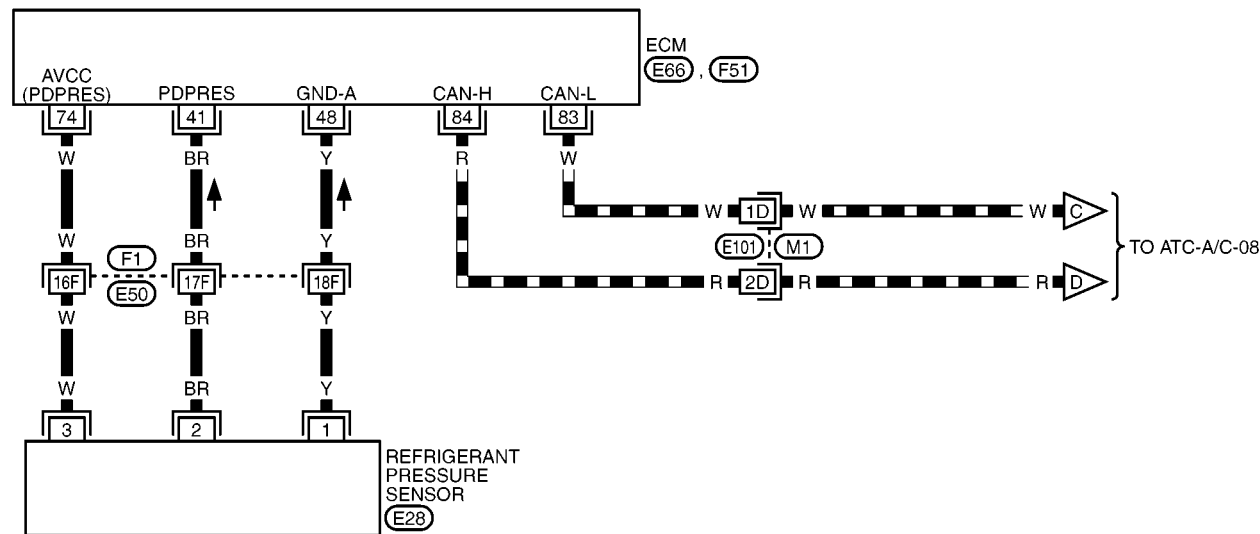 ECM
E66 , F51
AVCC
(PDPRES) PDPRES GND-A CAN-H CAN-L
74 41 48 84 83
W BR Y R W
W 1D W W C
E101 M1
TO ATC-A/C-08
W BR Y
F1
16F 17F 18F
E50
R 2D R R D
W BR Y
W BR Y
3 2 1
REFRIGERANT
PRESSURE
SENSOR
E28